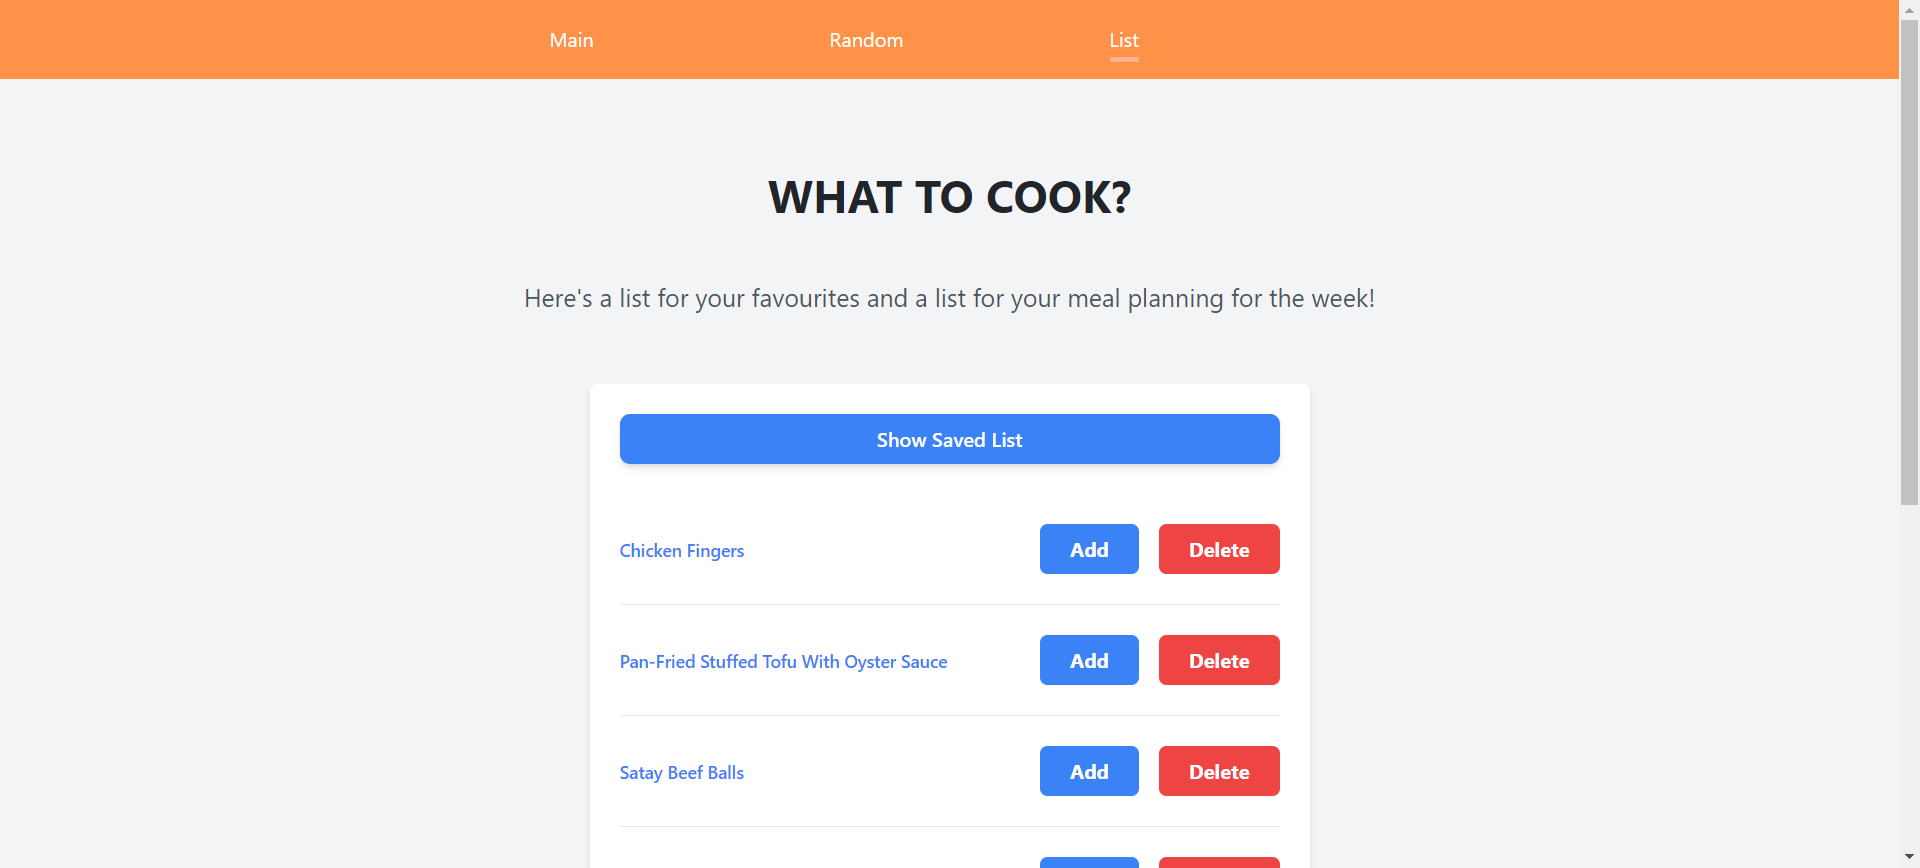 Main Random List
WHAT TO COOK?
Here's a list for your favourites and a list for your meal planning for the week!
Show Saved List
Chicken Fingers Add Delete
Pan-Fried Stuffed Tofu With Oyster Sauce Add Delete
Satay Beef Balls Add Delete